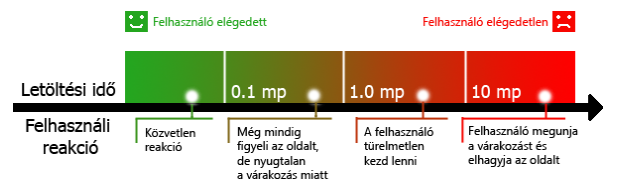 Felhasználó elégedett
Felhasználó elégedetlen
Letöltési idő
0.1 mp
1.0 mp
10 mp
Felhasználi
reakció
Közvetlen
reakció
Még mindig
figyeli az oldalt,
de nyugtalan
a várakozás miatt
A felhasználó
türelmetlen
kezd lenni
Felhasználó megunja
a várakozást és
elhagyja az oldalt